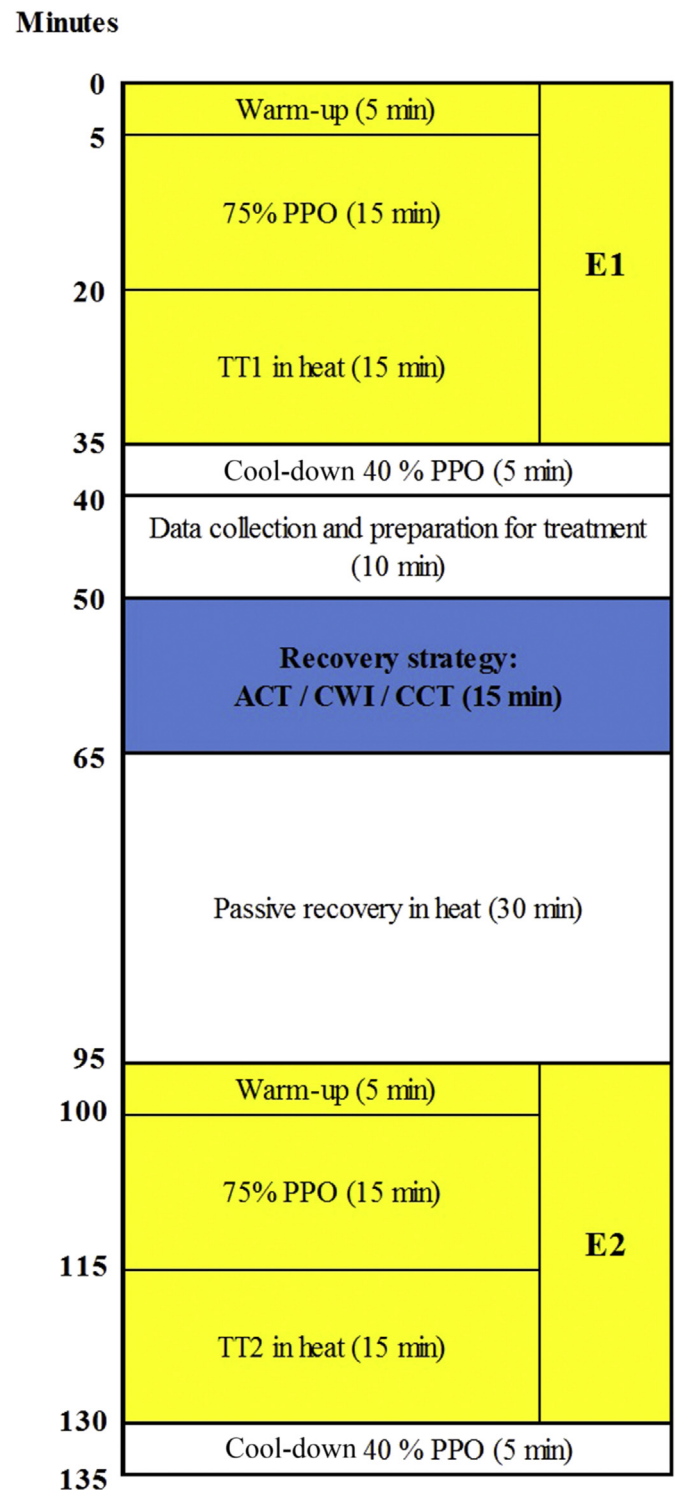 Minutes
0
Warm-up (5 min)
5
75% PPO (15 min)
E1
20
TT1 in heat (15 min)
35
Cool-down 40 % PPO (5 min)
40
Data collection and preparation for treatment
(10 min)
50
Recovery strategy:
ACT / CWI / CCT (15 min)
65
Passive recovery in heat (30 min)
95
Warm-up (5 min)
100
75% PPO (15 min)
E2
115
TT2 in heat (15 min)
130
Cool-down 40 % PPO (5 min)
135